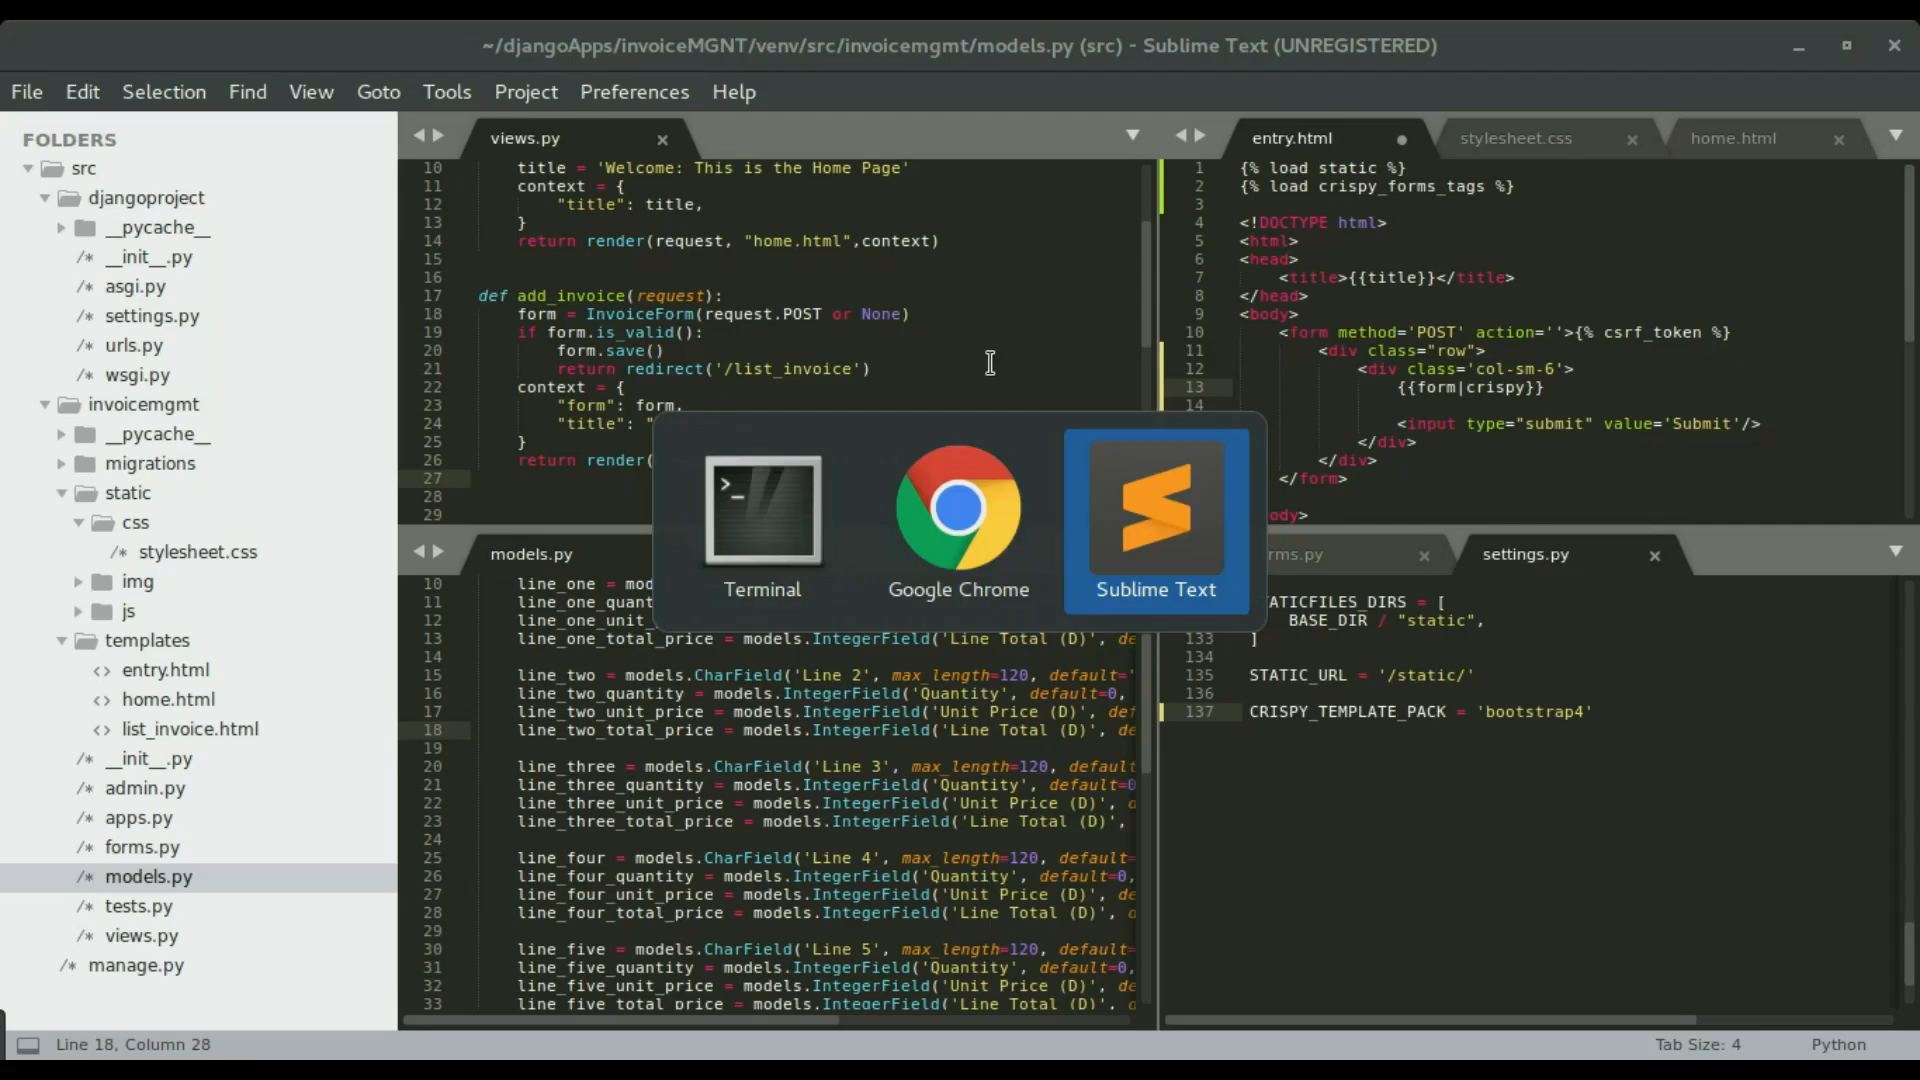 ~/djangoApps/invoiceMGNT/venv/src/invoicemgmt/models.py (src) - Sublime Text (UNREGISTERED)
File Edit Selection Find View Goto Tools Project Preferences Help
FOLDERS
src
djangoproject
__pycache__
/* __init__.py
/* asgi.py
/* settings.py
/* urls.py
/* wsgi.py
invoicemgmt
__pycache__
migrations
static
css
/* stylesheet.css
img
js
templates
<> entry.html
<> home.html
<> list_invoice.html
/* __init__.py
/* admin.py
/* apps.py
/* forms.py
/* models.py
/* tests.py
/* views.py
/* manage.py
views.py
10 title = 'Welcome: This is the Home Page'
11 context = {
12 "title": title,
13 }
14 return render(request, "home.html",context)
15
16
17 def add_invoice(request):
18 form = InvoiceForm(request.POST or None)
19 if form.is_valid():
20 form.save()
21 return redirect('/list_invoice')
22 context = {
23 "form": form,
24 "title": "
25 }
26 return render(
27
28
29
entry.html
stylesheet.css
home.html
1 {% load static %}
2 {% load crispy_forms_tags %}
3
4 <!DOCTYPE html>
5 <html>
6 <head>
7 <title>{{title}}</title>
8 </head>
9 <body>
10 <form method='POST' action=''>{% csrf_token %}
11 <div class="row">
12 <div class='col-sm-6'>
13 {{form|crispy}}
14
<input type="submit" value='Submit'/>
</div>
</div>
</form>
ody>
Terminal
Google Chrome
Sublime Text
models.py
10 line_one = mod
11 line_one_quant
12 line_one_unit_
13 line_one_total_price = models.IntegerField('Line Total (D)', de
14
15 line_two = models.CharField('Line 2', max_length=120, default='
16 line_two_quantity = models.IntegerField('Quantity', default=0,
17 line_two_unit_price = models.IntegerField('Unit Price (D)', def
18 line_two_total_price = models.IntegerField('Line Total (D)', de
19
20 line_three = models.CharField('Line 3', max_length=120, default
21 line_three_quantity = models.IntegerField('Quantity', default=0
22 line_three_unit_price = models.IntegerField('Unit Price (D)', d
23 line_three_total_price = models.IntegerField('Line Total (D)',
24
25 line_four = models.CharField('Line 4', max_length=120, default=
26 line_four_quantity = models.IntegerField('Quantity', default=0,
27 line_four_unit_price = models.IntegerField('Unit Price (D)', de
28 line_four_total_price = models.IntegerField('Line Total (D)', d
29
30 line_five = models.CharField('Line 5', max_length=120, default=
31 line_five_quantity = models.IntegerField('Quantity', default=0,
32 line_five_unit_price = models.IntegerField('Unit Price (D)', de
33 line_five_total_price = models.IntegerField('Line Total (D)', d
rms.py
settings.py
TATICFILES_DIRS = [
BASE_DIR / "static",
133 ]
134
135 STATIC_URL = '/static/'
136
137 CRISPY_TEMPLATE_PACK = 'bootstrap4'
Line 18, Column 28
Tab Size: 4
Python